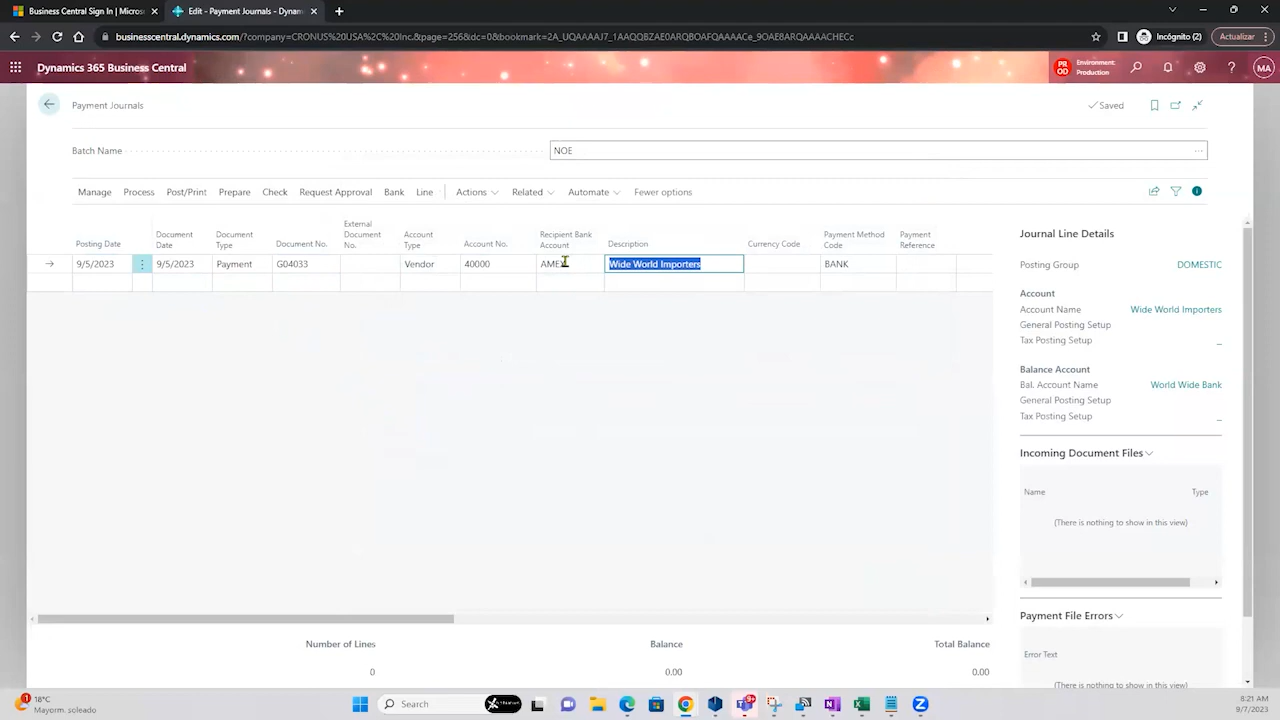 Business Central Sign In | Micros
Edit - Payment Journals - Dynam
businesscentral.dynamics.com/?company=CRONUS%20USA%2C%20Inc.&page=256&dc=0&bookmark=2A_UQAAAAJ7_1AAQQBZAE0ARQBOAFQAAAACe_9OAE8ARQAAAACHECc
Incógnito (2)
Actualizar
Dynamics 365 Business Central
PROD
Environment:
Production
MA
Payment Journals
Saved
Batch Name
NOE
Manage Process Post/Print Prepare Check Request Approval Bank Line Actions Related Automate Fewer options
Posting Date
Document Date
Document Type
Document No.
External Document No.
Account Type
Account No.
Recipient Bank Account
Description
Currency Code
Payment Method Code
Payment Reference
9/5/2023 9/5/2023 Payment G04033 Vendor 40000 AMEX Wide World Importers BANK
Number of Lines Balance Total Balance
0 0.00 0.00
Journal Line Details
Posting Group DOMESTIC
Account
Account Name Wide World Importers
General Posting Setup
Tax Posting Setup _
Balance Account
Bal. Account Name World Wide Bank
General Posting Setup
Tax Posting Setup _
Incoming Document Files
Name Type
(There is nothing to show in this view)
Payment File Errors
Error Text
(There is nothing to show in this view)
1
18°C
Mayorm. soleado
Search
8:21 AM
9/7/2023